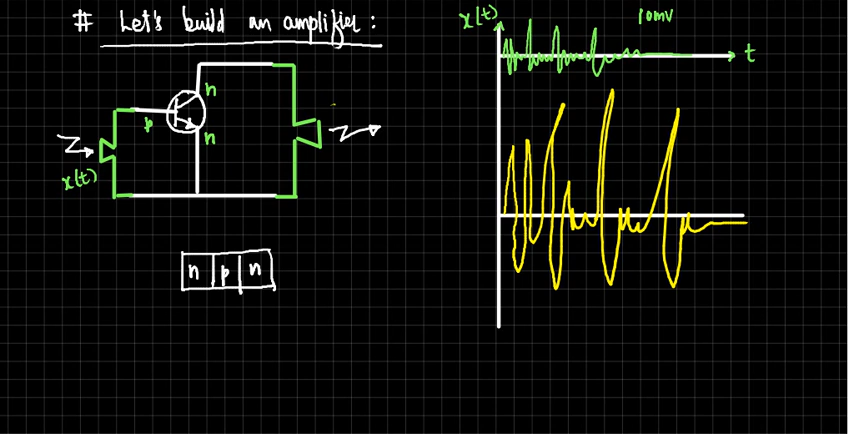 # Let's build an amplifier :
n
p
n
x(t)
n p n
x(t)
10mV
t